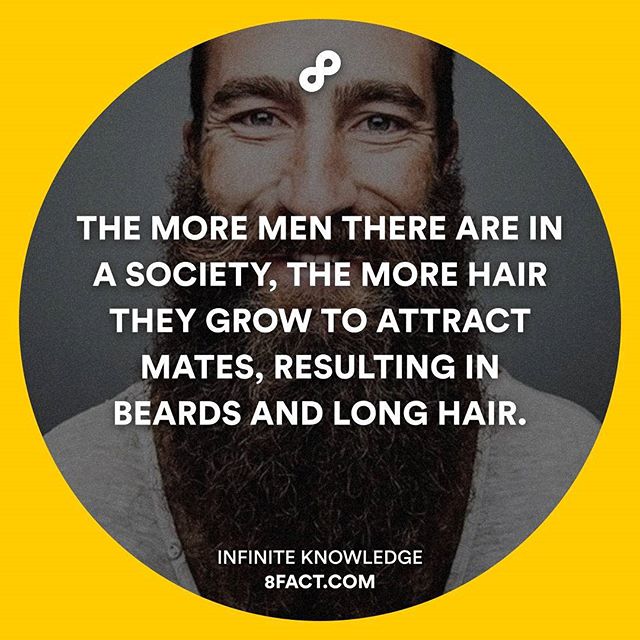 THE MORE MEN THERE ARE IN
A SOCIETY, THE MORE HAIR
THEY GROW TO ATTRACT
MATES, RESULTING IN
BEARDS AND LONG HAIR.
INFINITE KNOWLEDGE
8FACT.COM